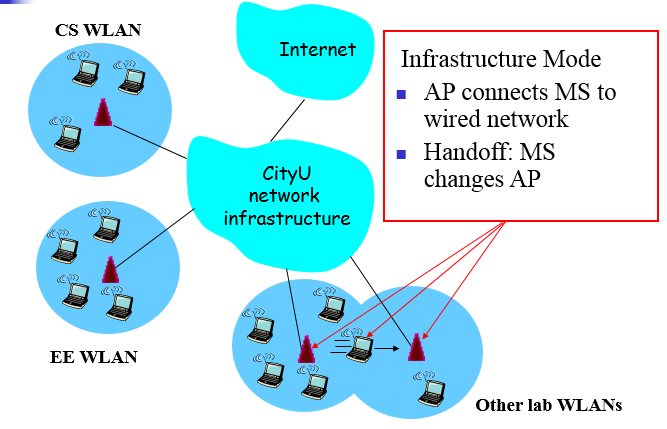 CS WLAN
Internet
Infrastructure Mode
AP connects MS to
wired network
Handoff: MS
changes AP
CityU
network
infrastructure
EE WLAN
Other lab WLANs